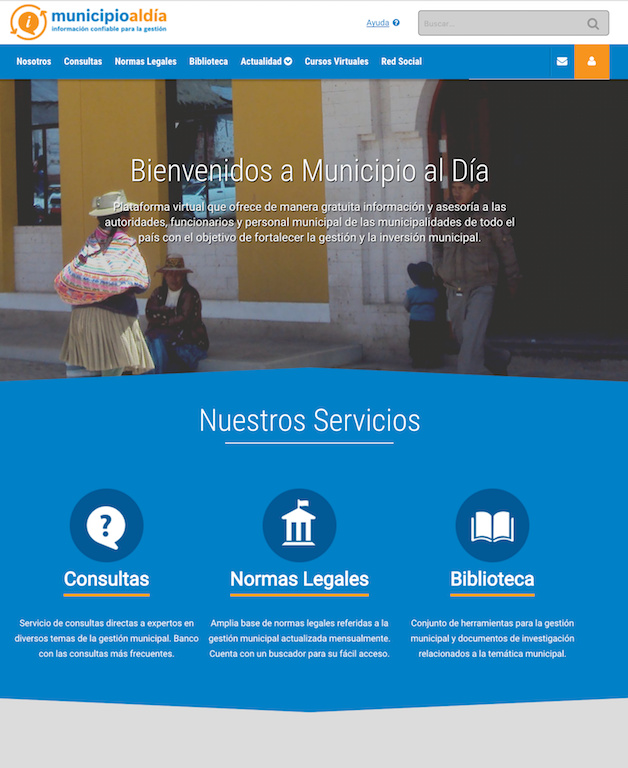 municipioaldía
información confiable para la gestión
Ayuda
Buscar...
Nosotros Consultas Normas Legales Biblioteca Actualidad Cursos Virtuales Red Social
Bienvenidos a Municipio al Día
Plataforma virtual que ofrece de manera gratuita información y asesoría a las
autoridades, funcionarios y personal municipal de las municipalidades de todo el
país con el objetivo de fortalecer la gestión y la inversión municipal.
Nuestros Servicios
Consultas
Servicio de consultas directas a expertos en
diversos temas de la gestión municipal. Banco
con las consultas más frecuentes.
Normas Legales
Amplia base de normas legales referidas a la
gestión municipal actualizada mensualmente.
Cuenta con un buscador para su fácil acceso.
Biblioteca
Conjunto de herramientas para la gestión
municipal y documentos de investigación
relacionados a la temática municipal.